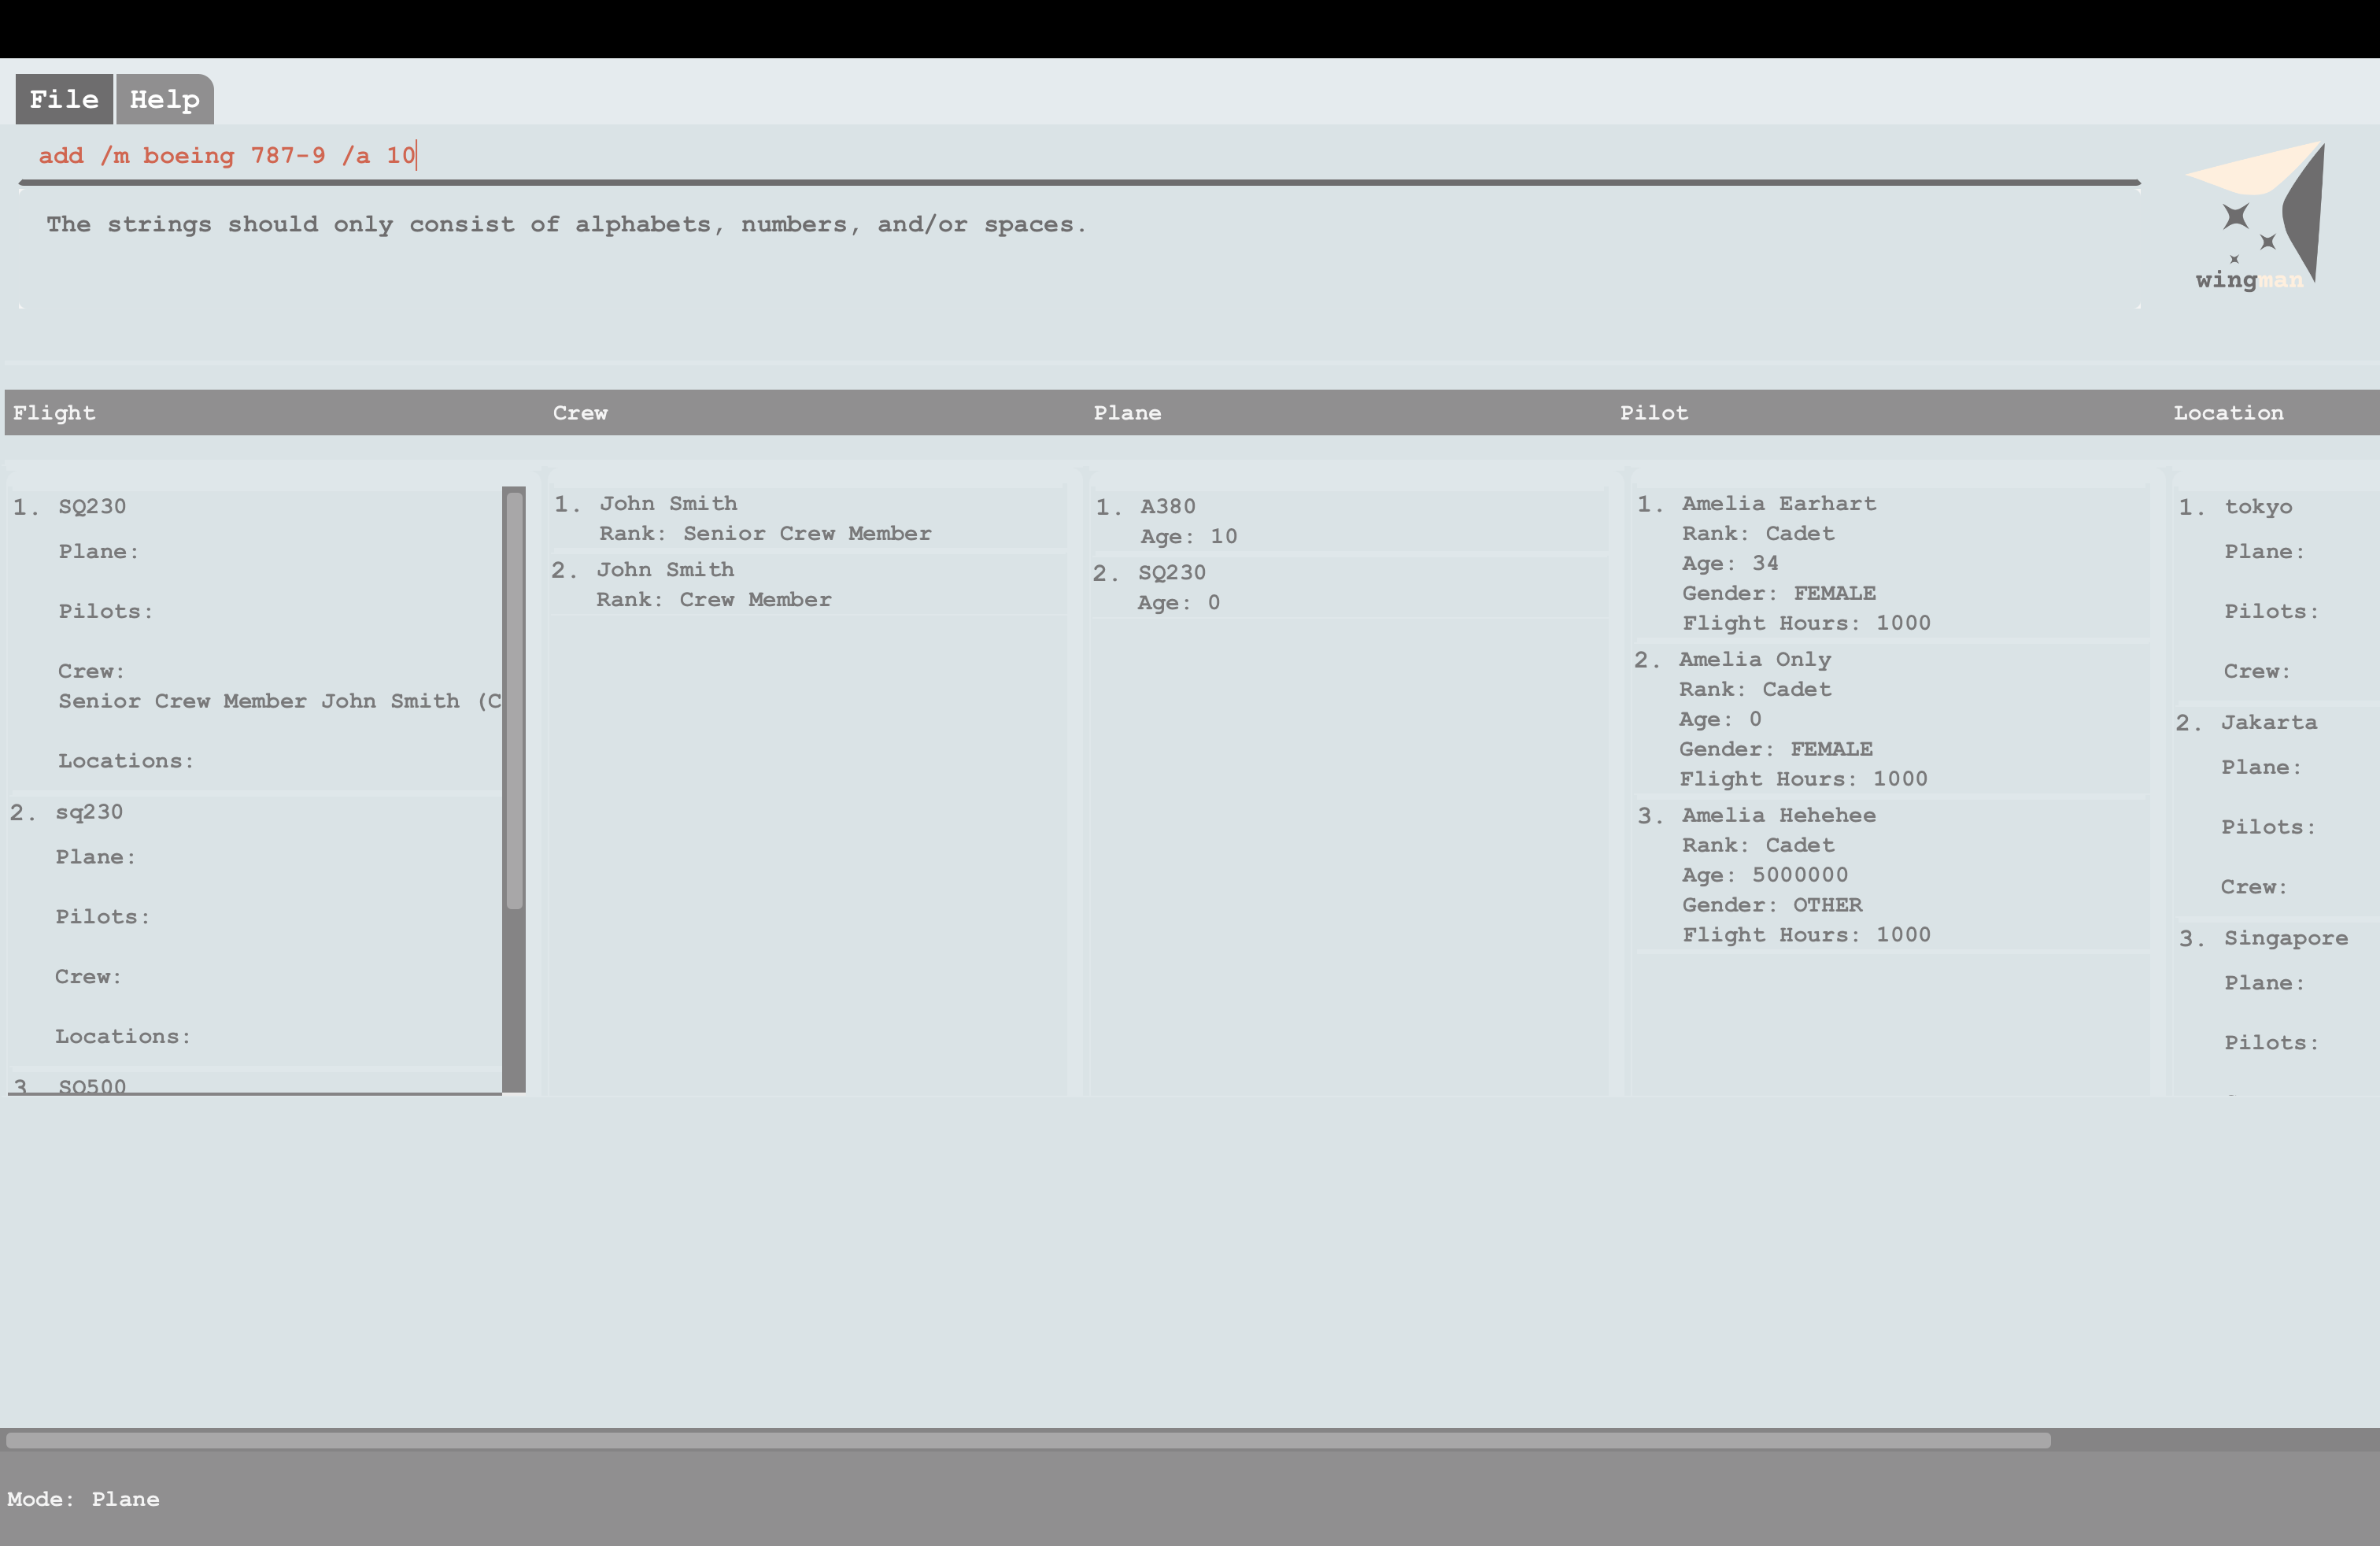 File Help
add /m boeing 787-9 /a 10
The strings should only consist of alphabets, numbers, and/or spaces.
wingman
Flight Crew Plane Pilot Location
1. SQ230
Plane:
Pilots:
Crew:
Senior Crew Member John Smith (C
Locations:
2. sq230
Plane:
Pilots:
Crew:
Locations:
3. SQ500
1. John Smith
Rank: Senior Crew Member
2. John Smith
Rank: Crew Member
1. A380
Age: 10
2. SQ230
Age: 0
1. Amelia Earhart
Rank: Cadet
Age: 34
Gender: FEMALE
Flight Hours: 1000
2. Amelia Only
Rank: Cadet
Age: 0
Gender: FEMALE
Flight Hours: 1000
3. Amelia Hehehee
Rank: Cadet
Age: 5000000
Gender: OTHER
Flight Hours: 1000
1. tokyo
Plane:
Pilots:
Crew:
2. Jakarta
Plane:
Pilots:
Crew:
3. Singapore
Plane:
Pilots:
Mode: Plane